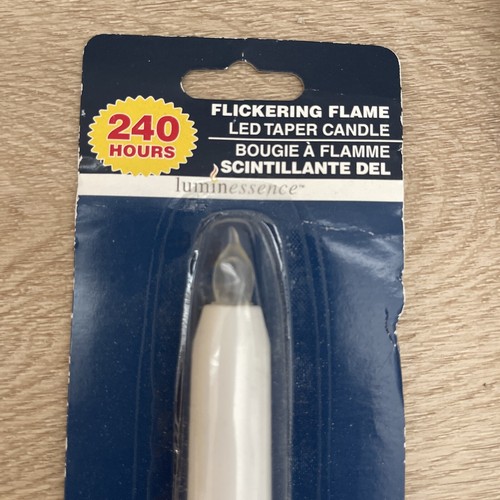 240
HOURS
FLICKERING FLAME
LED TAPER CANDLE
BOUGIE À FLAMME
SCINTILLANTE DEL
luminessence™